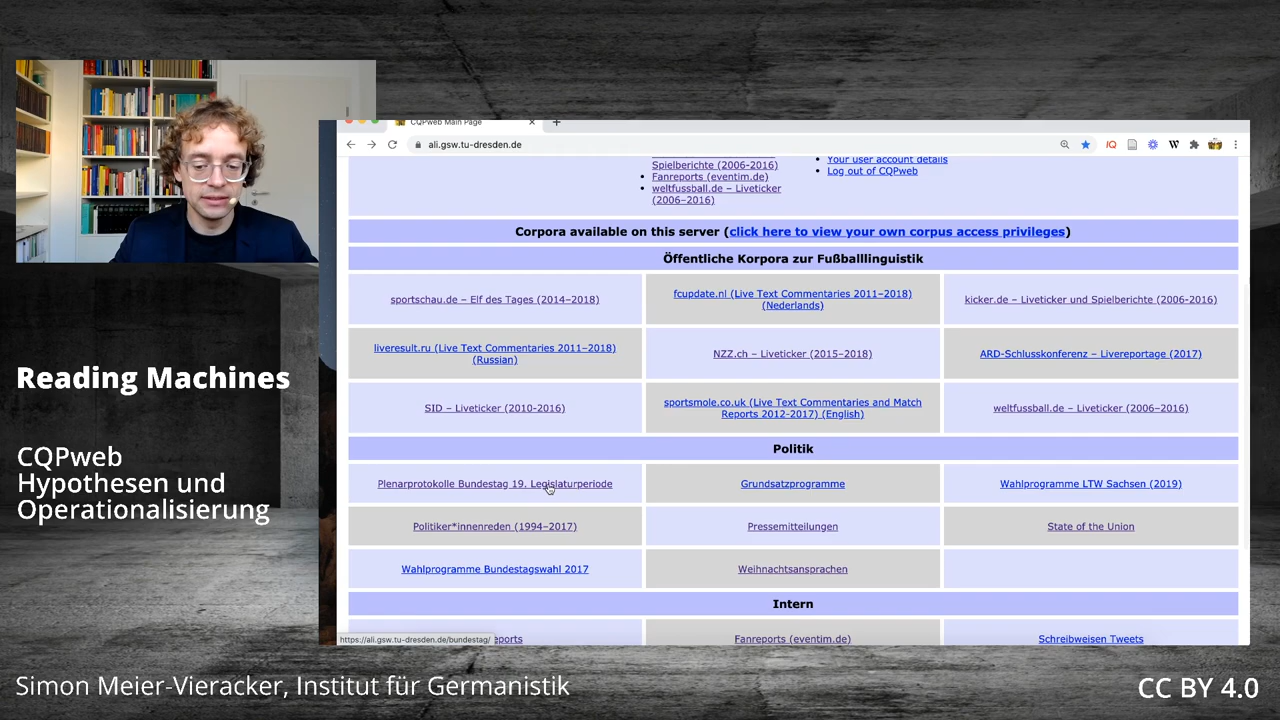 CQPweb Main Page
ali.gsw.tu-dresden.de
Spielberichte (2006-2016)
Fanreports (eventim.de)
weltfussball.de – Liveticker
(2006–2016)
Your user account details
Log out of CQPweb
Corpora available on this server (click here to view your own corpus access privileges)
Öffentliche Korpora zur Fußballlinguistik
sportschau.de – Elf des Tages (2014–2018)
fcupdate.nl (Live Text Commentaries 2011–2018)
(Nederlands)
kicker.de – Liveticker und Spielberichte (2006-2016)
liveresult.ru (Live Text Commentaries 2011–2018)
(Russian)
NZZ.ch – Liveticker (2015–2018)
ARD-Schlusskonferenz – Livereportage (2017)
SID – Liveticker (2010-2016)
sportsmole.co.uk (Live Text Commentaries and Match
Reports 2012-2017) (English)
weltfussball.de – Liveticker (2006–2016)
Politik
Plenarprotokolle Bundestag 19. Legislaturperiode
Grundsatzprogramme
Wahlprogramme LTW Sachsen (2019)
Politiker*innenreden (1994–2017)
Pressemitteilungen
State of the Union
Wahlprogramme Bundestagswahl 2017
Weihnachtsansprachen
Intern
https://ali.gsw.tu-dresden.de/bundestag/
eports
Fanreports (eventim.de)
Schreibweisen Tweets
Reading Machines
CQPweb
Hypothesen und
Operationalisierung
Simon Meier-Vieracker, Institut für Germanistik
CC BY 4.0